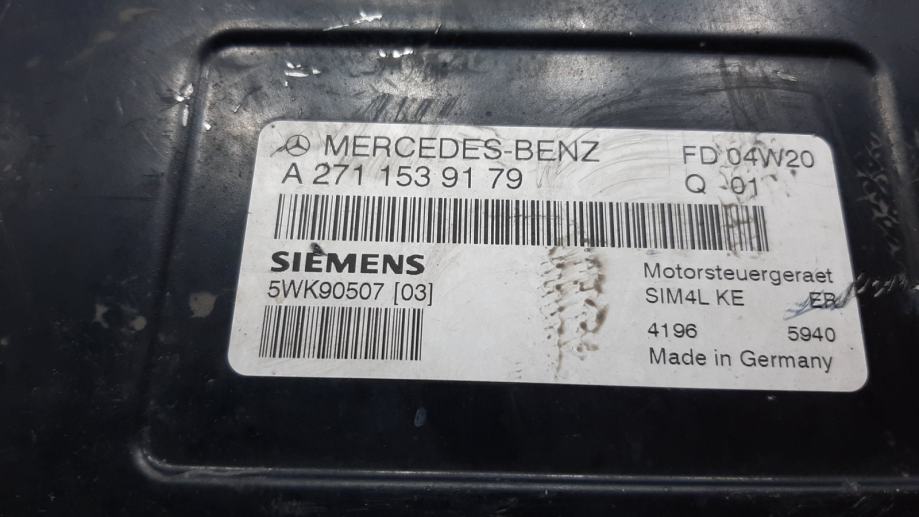 MERCEDES-BENZ FD 04W20
A 271 153 91 79 Q 01
SIEMENS
5WK90507 [03]
Motorsteuergeraet
SIM4L KE ER
4196 5940
Made in Germany